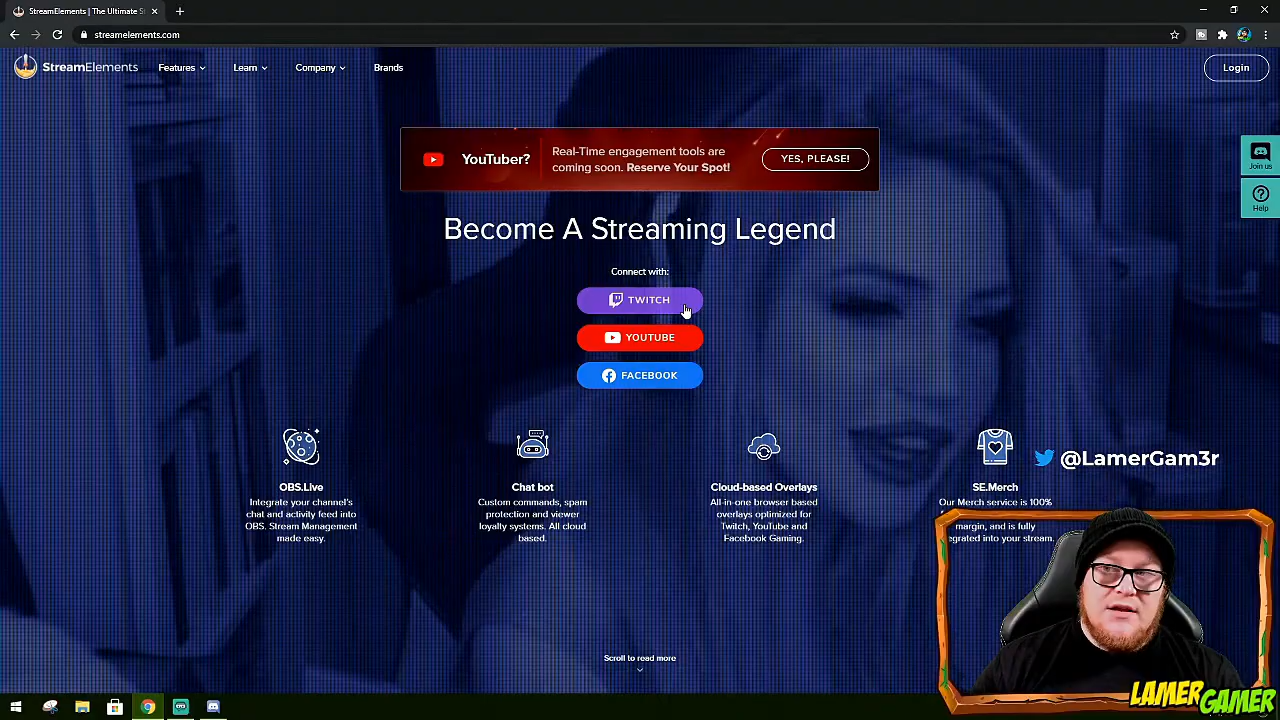 StreamElements | The Ultimate S
streamelements.com
StreamElements
Features
Learn
Company
Brands
Login
YouTuber?
Real-Time engagement tools are
coming soon. Reserve Your Spot!
YES, PLEASE!
Join us
Help
Become A Streaming Legend
Connect with:
TWITCH
YOUTUBE
FACEBOOK
OBS.Live
Integrate your channel's
chat and activity feed into
OBS. Stream Management
made easy.
Chat bot
Custom commands, spam
protection and viewer
loyalty systems. All cloud
based.
Cloud-based Overlays
All-in-one browser based
overlays optimized for
Twitch, YouTube and
Facebook Gaming.
SE.Merch
Our Merch service is 100%
margin, and is fully
egrated into your stream.
@LamerGam3r
Scroll to read more
LAMERGAMER